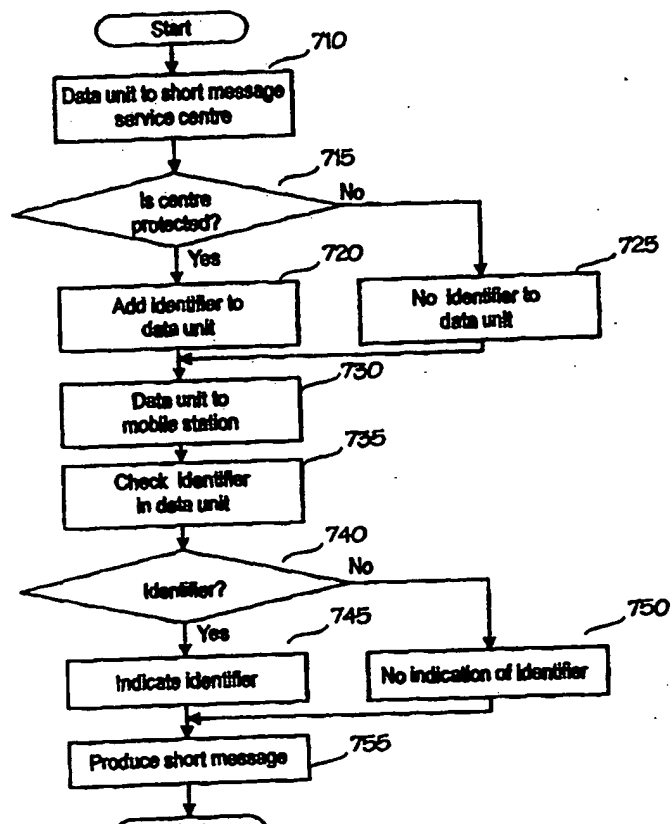 Start
710
Data unit to short message
service centre
715
Is centre
protected?
No
Yes
720
725
Add identifier to
data unit
No identifier to
data unit
730
Data unit to
mobile station
735
Check identifier
in data unit
740
Identifier?
No
Yes
745
750
Indicate identifier
No indication of identifier
755
Produce short message